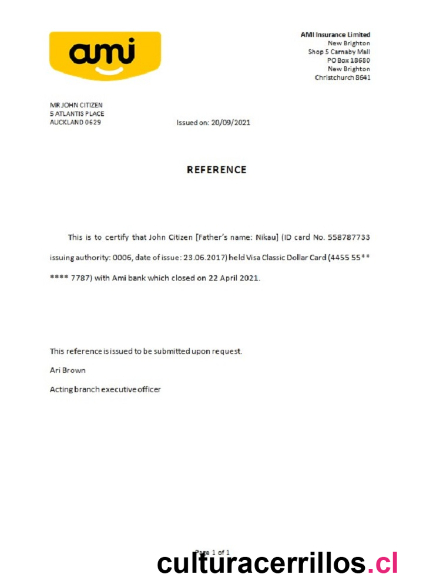 ami
AMI Insurance Limited
New Brighton
Shop 5 Carnaby Mall
PO Box 18680
New Brighton
Christchurch 8641
MR JOHN CITIZEN
5 ATLANTIS PLACE
AUCKLAND 0629
Issued on: 20/09/2021
REFERENCE
This is to certify that John Citizen [Father's name: Nikau] (ID card No. 558787733
issuing authority: 0006, date of issue: 23.06.2017) held Visa Classic Dollar Card (4455 55**
**** 7787) with Ami bank which closed on 22 April 2021.
This reference is issued to be submitted upon request.
Ari Brown
Acting branch executive officer
Page 1 of 1
culturacerrillos.cl